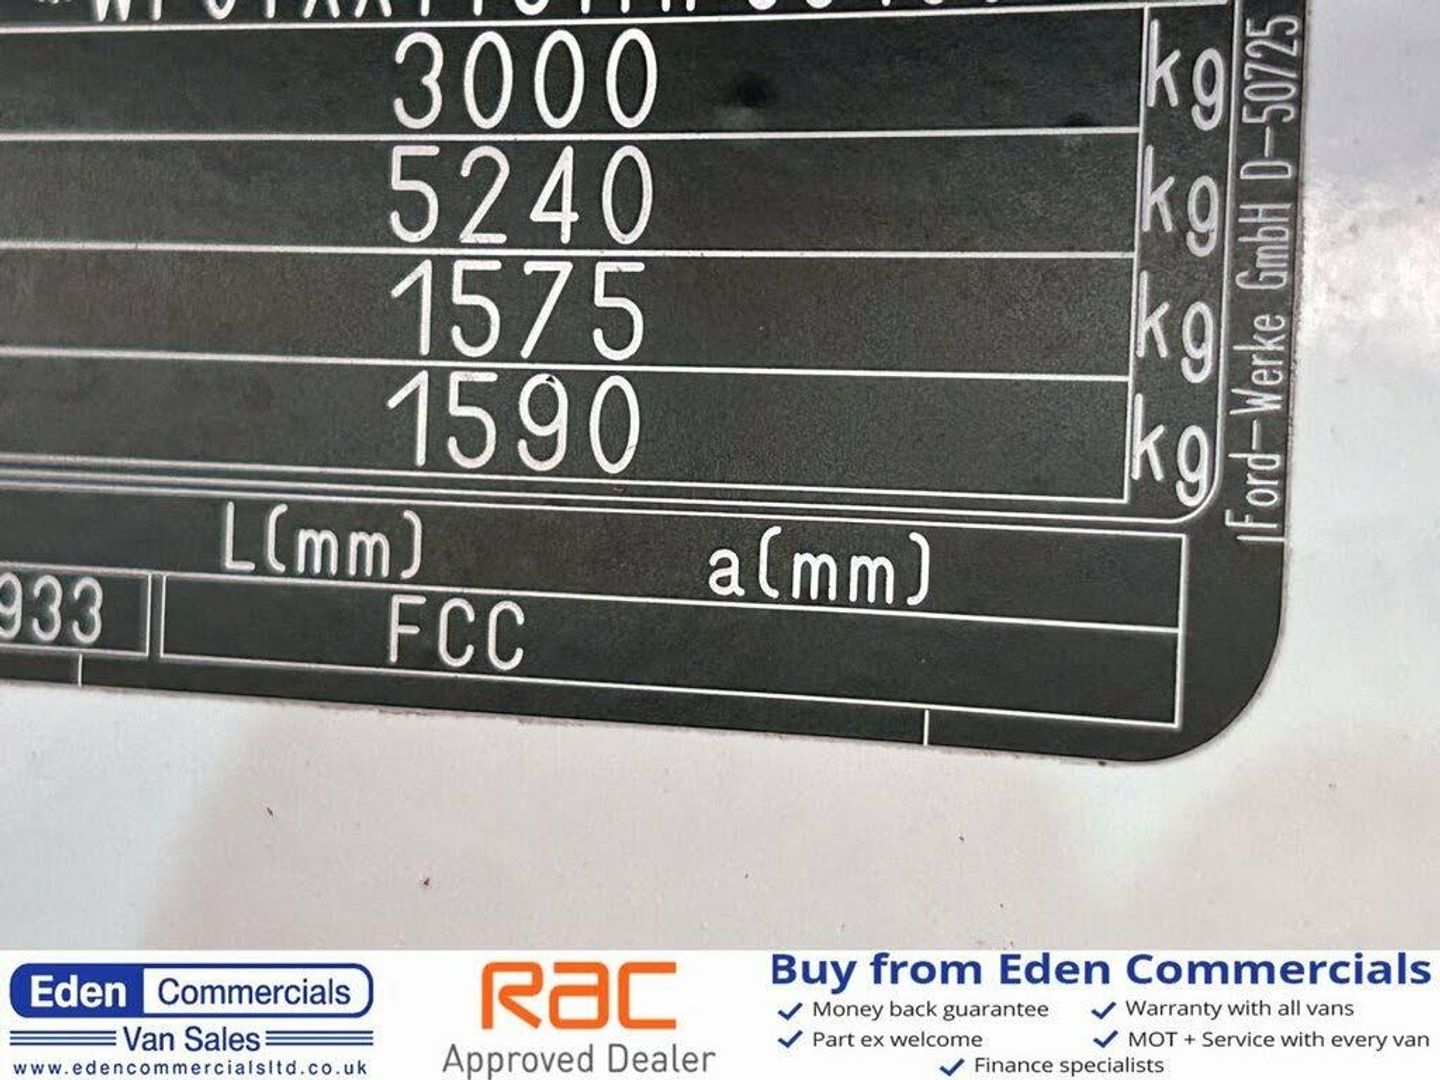 3000 kg
5240 kg
1575 kg
1590 kg
Ford-Werke GmbH D-50725
L(mm) a(mm)
933 FCC
Eden Commercials
Van Sales
www.edencommercialsltd.co.uk
RAC
Approved Dealer
Buy from Eden Commercials
Money back guarantee
Warranty with all vans
Part ex welcome
MOT + Service with every van
Finance specialists